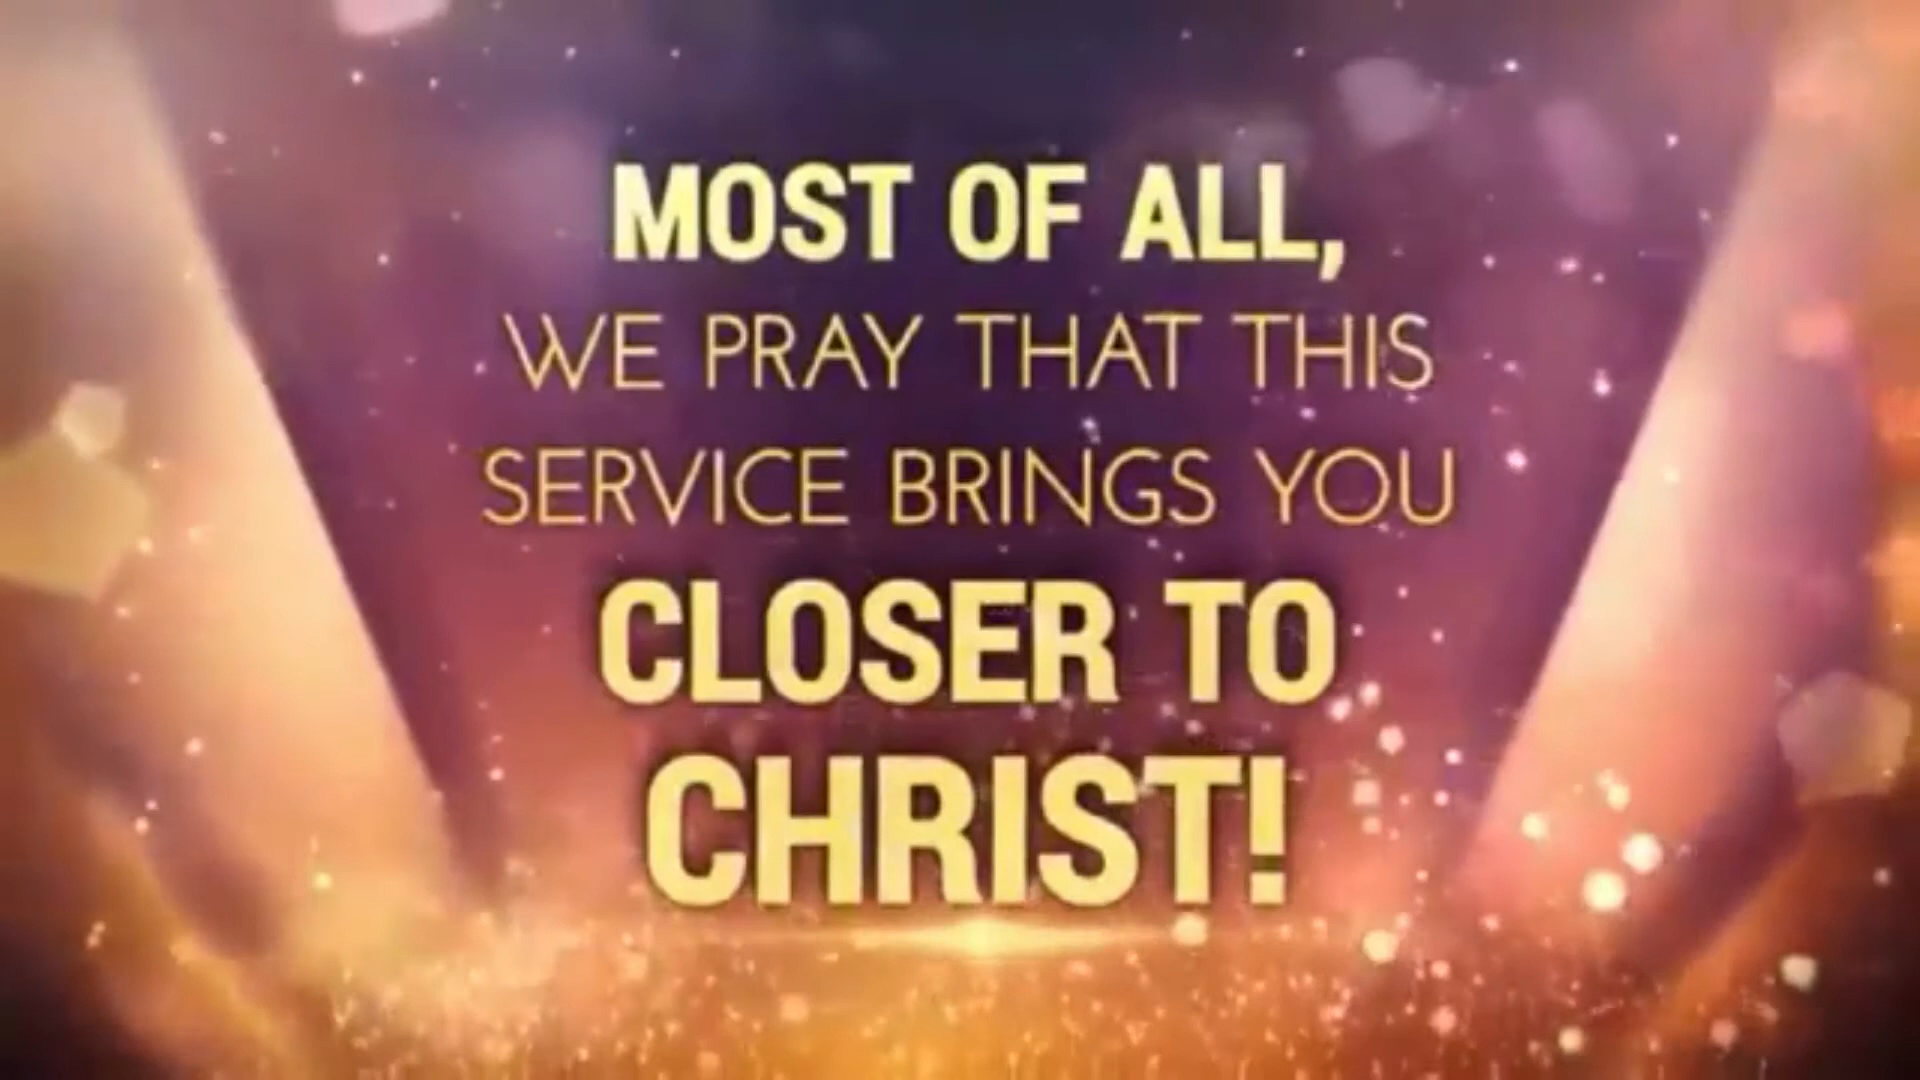 MOST OF ALL,
WE PRAY THAT THIS
SERVICE BRINGS YOU
CLOSER TO
CHRIST!